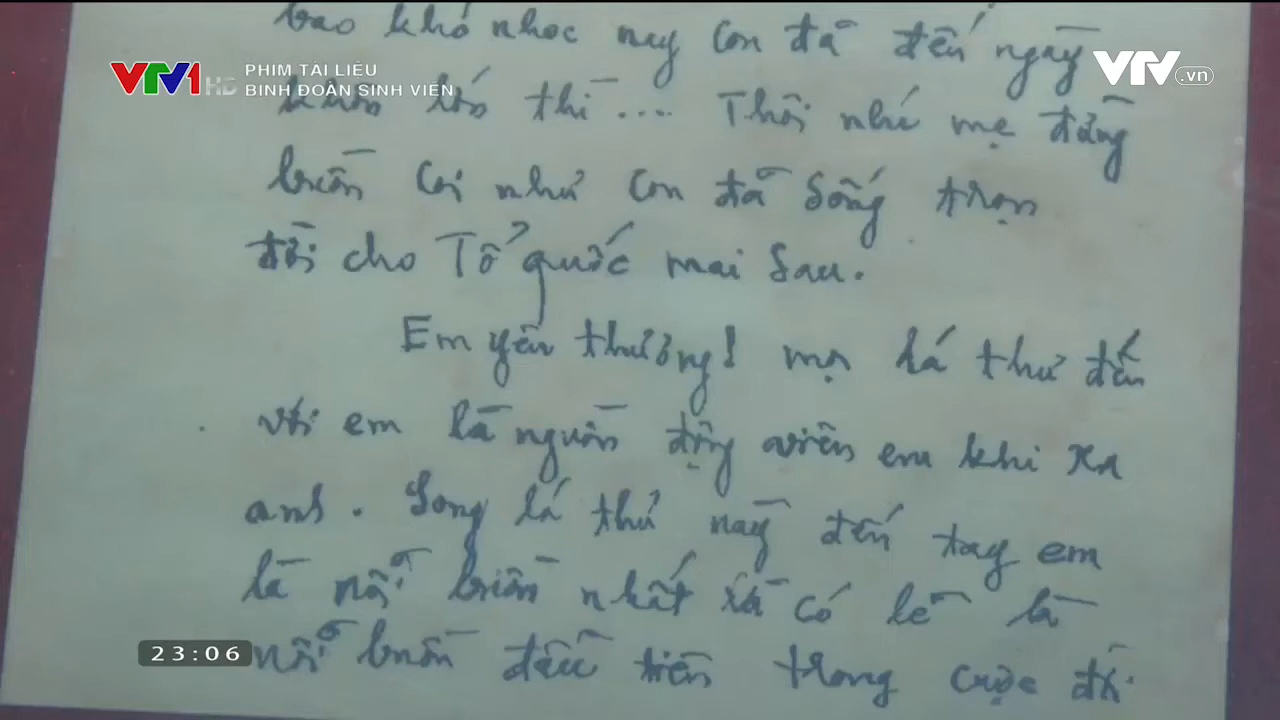 bao khó nhọc nay con đã đến ngày
VTV1 HD
PHIM TÀI LIỆU
BINH ĐOÀN SINH VIÊN
VTV.vn
khôn lớn thì .... Thôi nhé mẹ đừng
buồn coi như con đã sống trọn
đời cho Tổ quốc mai sau.
Em yêu thương! mọi lá thư đến
với em là nguồn động viên em khi xa
anh. Song lá thư này đến tay em
là nỗi buồn nhất và có lẽ là
23:06
nỗi buồn đầu tiên trong cuộc đời